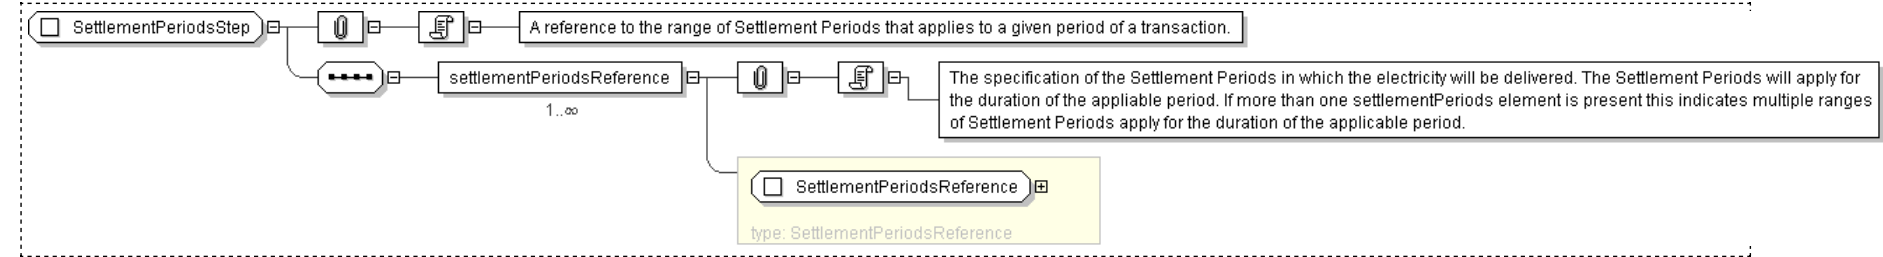 SettlementPeriodsStep
A reference to the range of Settlement Periods that applies to a given period of a transaction.
settlementPeriodsReference
1..∞
The specification of the Settlement Periods in which the electricity will be delivered. The Settlement Periods will apply for
the duration of the appliable period. If more than one settlementPeriods element is present this indicates multiple ranges
of Settlement Periods apply for the duration of the applicable period.
SettlementPeriodsReference
type: SettlementPeriodsReference